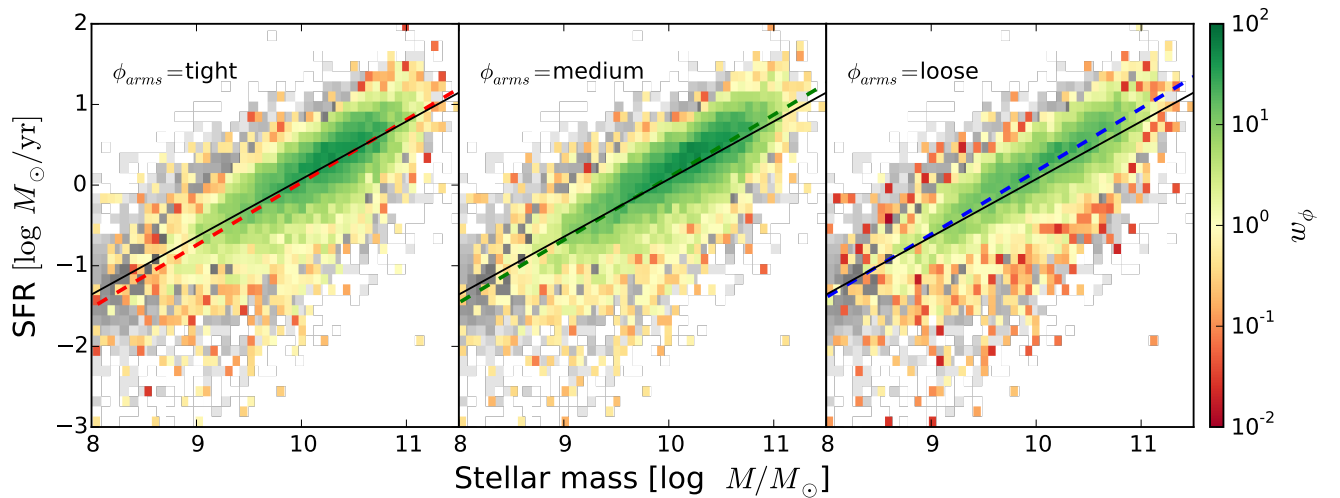 2
1
0
−1
−2
−3
SFR [log M⊙/yr]
ϕarms=tight
ϕarms=medium
ϕarms=loose
8 9 10 11
8 9 10 11
8 9 10 11
Stellar mass [log M/M⊙]
10²
10¹
10⁰
10⁻¹
10⁻²
wϕ